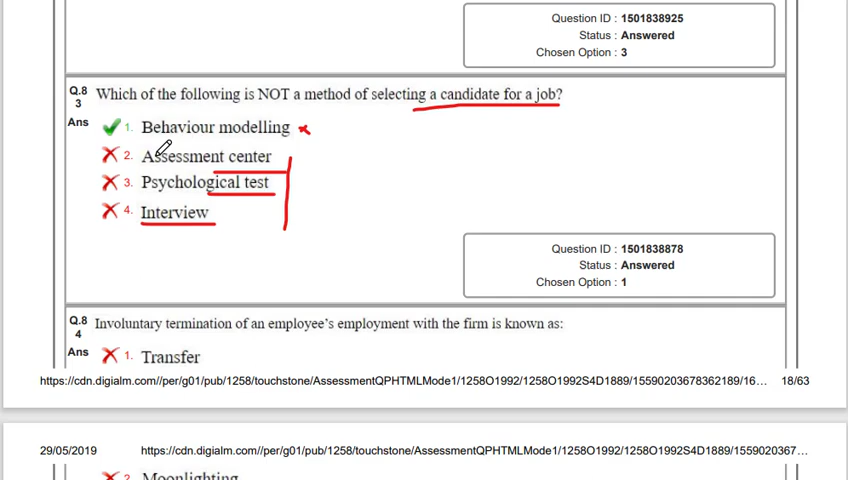 Question ID : 1501838925
Status : Answered
Chosen Option : 3
Q.8
3
Which of the following is NOT a method of selecting a candidate for a job?
Ans
1. Behaviour modelling
2. Assessment center
3. Psychological test
4. Interview
Question ID : 1501838878
Status : Answered
Chosen Option : 1
Q.8
4
Involuntary termination of an employee's employment with the firm is known as:
Ans
1. Transfer
https://cdn.digialm.com//per/g01/pub/1258/touchstone/AssessmentQPHTMLMode1/1258O1992/1258O1992S4D1889/15590203678362189/16... 18/63
29/05/2019 https://cdn.digialm.com//per/g01/pub/1258/touchstone/AssessmentQPHTMLMode1/1258O1992/1258O1992S4D1889/1559020367...
2. Moonlighting